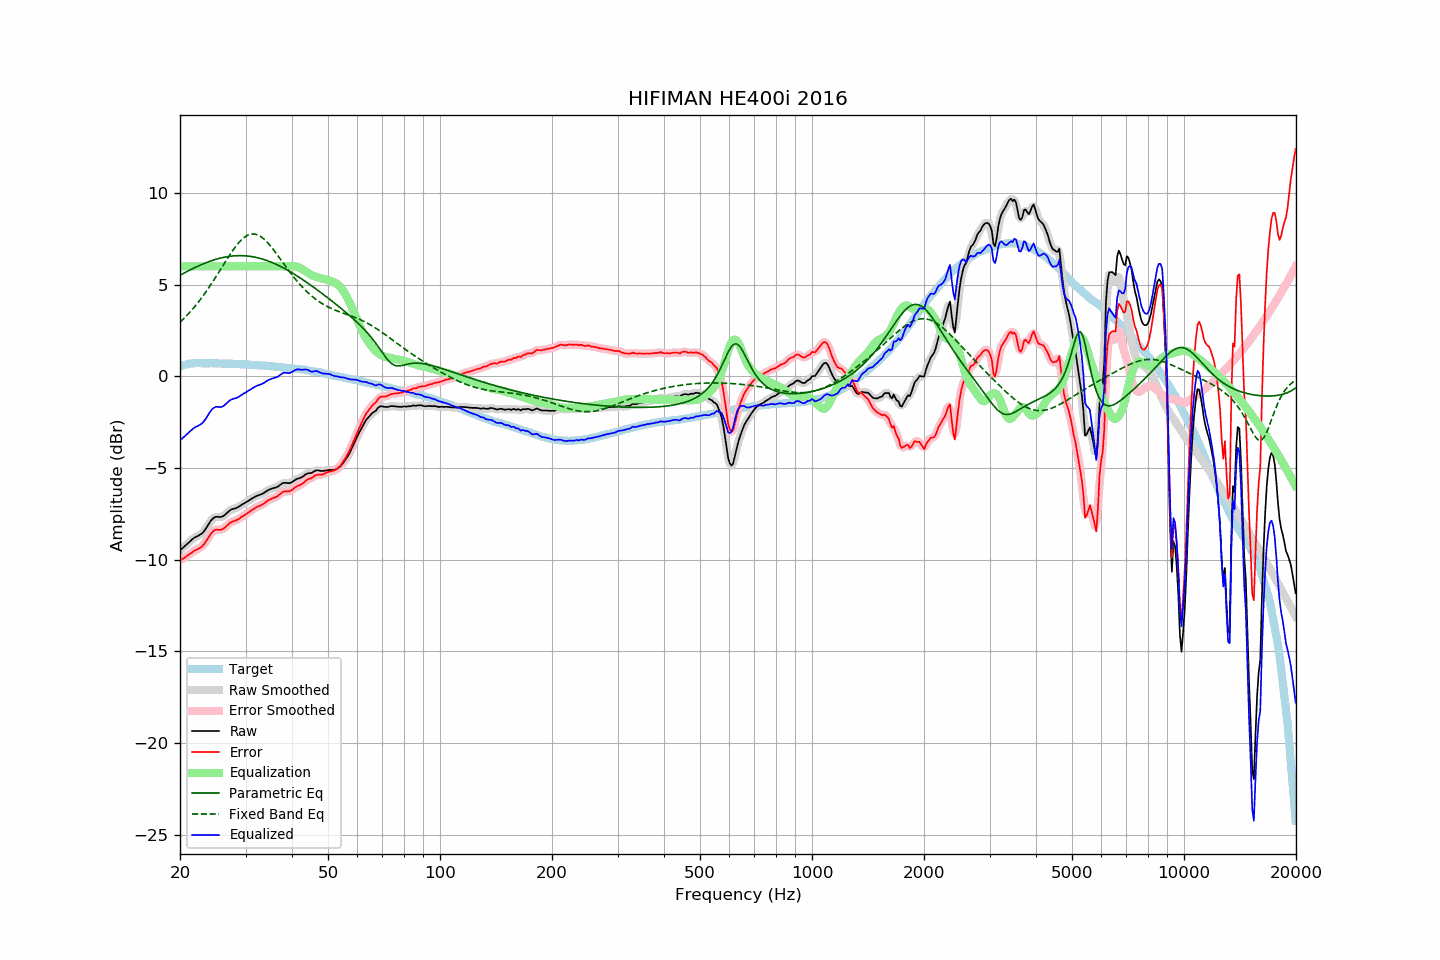 HIFIMAN HE400i 2016
Amplitude (dBr)
10
5
0
−5
−10
−15
−20
−25
Target
Raw Smoothed
Error Smoothed
Raw
Error
Equalization
Parametric Eq
Fixed Band Eq
Equalized
20 50 100 200 500 1000 2000 5000 10000 20000
Frequency (Hz)